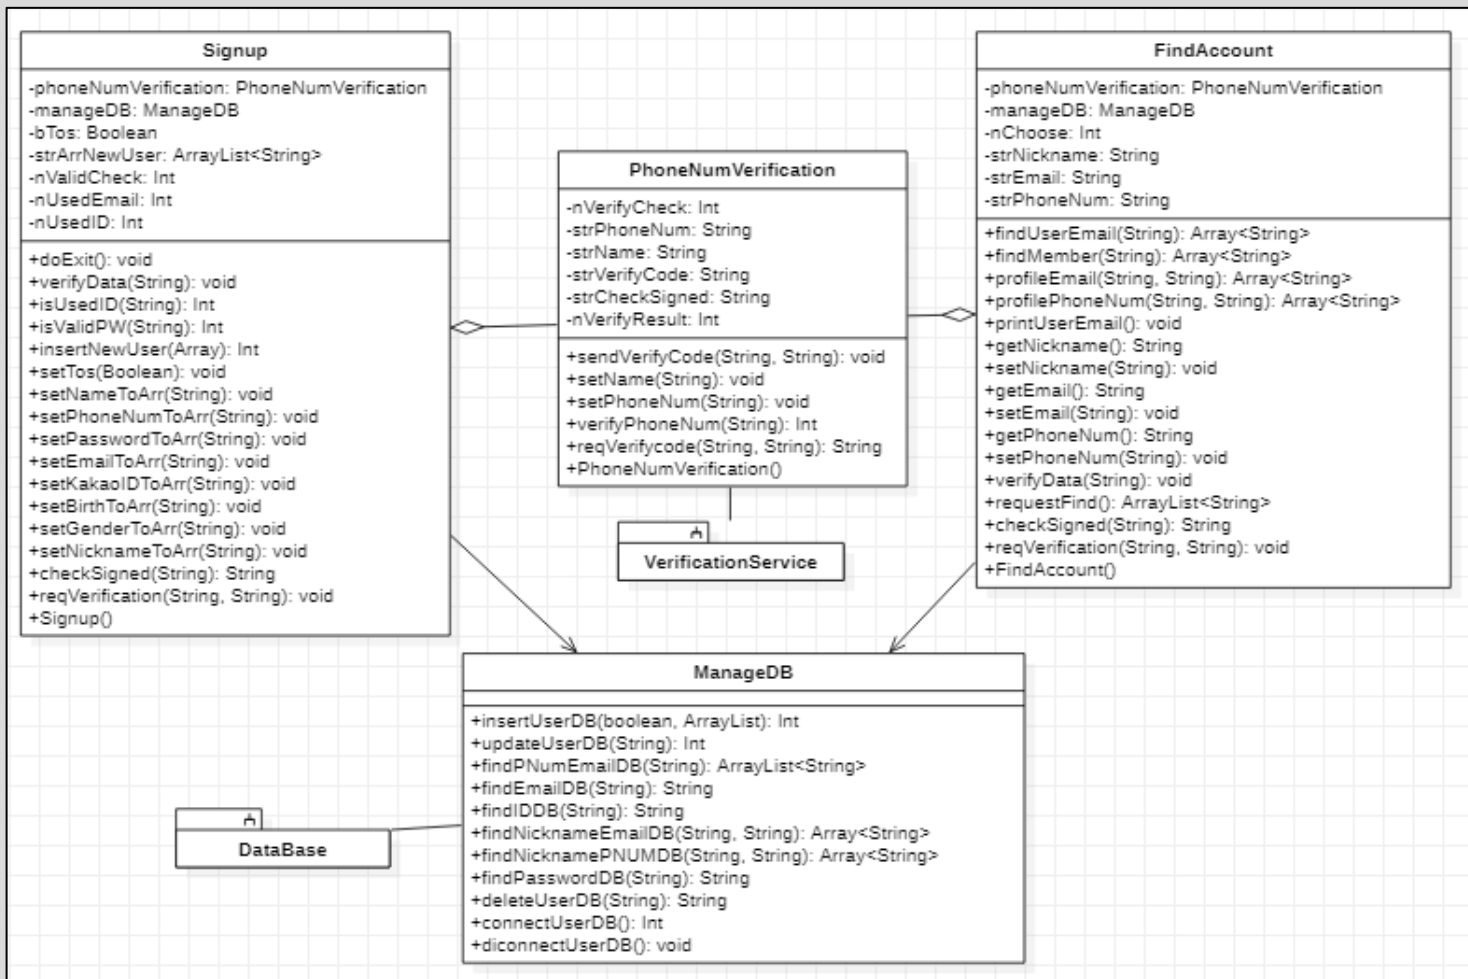 Signup
-phoneNumVerification: PhoneNumVerification
-manageDB: ManageDB
-bTos: Boolean
-strArrNewUser: ArrayList<String>
-nValidCheck: Int
-nUsedEmail: Int
-nUsedID: Int
+doExit(): void
+verifyData(String): void
+isUsedID(String): Int
+isValidPW(String): Int
+insertNewUser(Array): Int
+setTos(Boolean): void
+setNameToArr(String): void
+setPhoneNumToArr(String): void
+setPasswordToArr(String): void
+setEmailToArr(String): void
+setKakaoIDToArr(String): void
+setBirthToArr(String): void
+setGenderToArr(String): void
+setNicknameToArr(String): void
+checkSigned(String): String
+reqVerification(String, String): void
+Signup()
PhoneNumVerification
-nVerifyCheck: Int
-strPhoneNum: String
-strName: String
-strVerifyCode: String
-strCheckSigned: String
-nVerifyResult: Int
+sendVerifyCode(String, String): void
+setName(String): void
+setPhoneNum(String): void
+verifyPhoneNum(String): Int
+reqVerifycode(String, String): String
+PhoneNumVerification()
VerificationService
FindAccount
-phoneNumVerification: PhoneNumVerification
-manageDB: ManageDB
-nChoose: Int
-strNickname: String
-strEmail: String
-strPhoneNum: String
+findUserEmail(String): Array<String>
+findMember(String): Array<String>
+profileEmail(String, String): Array<String>
+profilePhoneNum(String, String): Array<String>
+printUserEmail(): void
+getNickname(): String
+setNickname(String): void
+getEmail(): String
+setEmail(String): void
+getPhoneNum(): String
+setPhoneNum(String): void
+verifyData(String): void
+requestFind(): ArrayList<String>
+checkSigned(String): String
+reqVerification(String, String): void
+FindAccount()
ManageDB
+insertUserDB(boolean, ArrayList): Int
+updateUserDB(String): Int
+findPNumEmailDB(String): ArrayList<String>
+findEmailDB(String): String
+findIDDB(String): String
+findNicknameEmailDB(String, String): Array<String>
+findNicknamePNUMDB(String, String): Array<String>
+findPasswordDB(String): String
+deleteUserDB(String): String
+connectUserDB(): Int
+diconnectUserDB(): void
DataBase